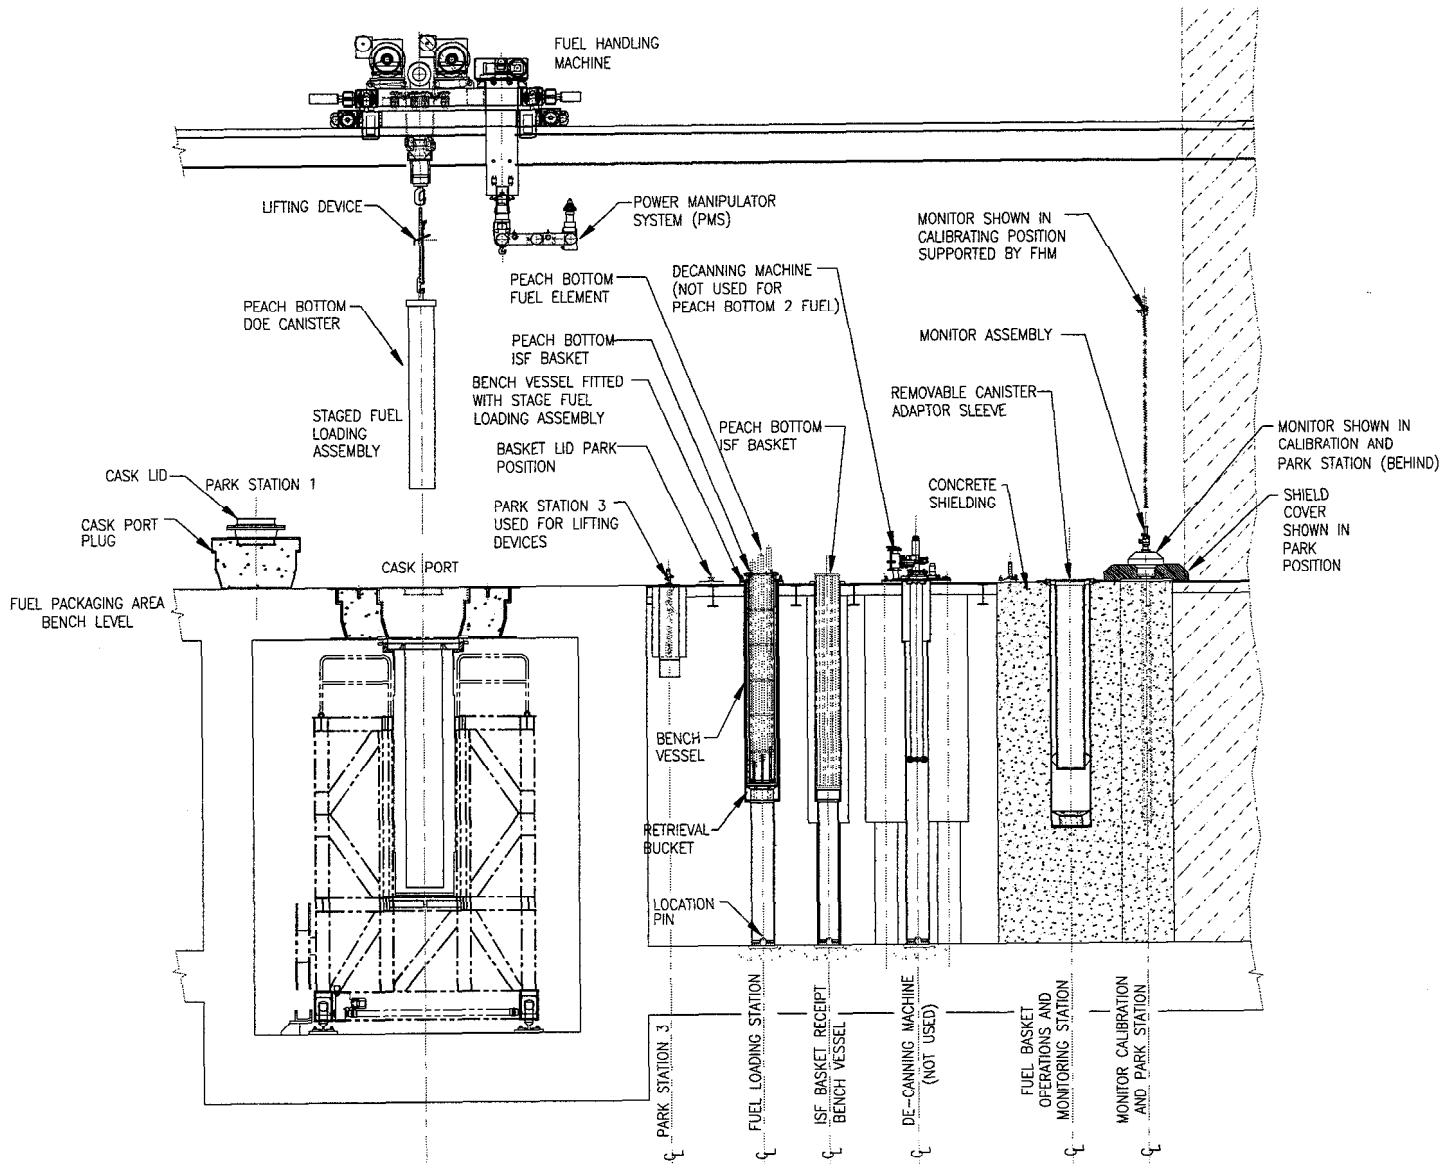 FUEL HANDLING
MACHINE
LIFTING DEVICE
POWER MANIPULATOR
SYSTEM (PMS)
MONITOR SHOWN IN
CALIBRATING POSITION
SUPPORTED BY FHM
PEACH BOTTOM
FUEL ELEMENT
DECANNING MACHINE
(NOT USED FOR
PEACH BOTTOM 2 FUEL)
PEACH BOTTOM
DOE CANISTER
PEACH BOTTOM
ISF BASKET
MONITOR ASSEMBLY
BENCH VESSEL FITTED
WITH STAGE FUEL
LOADING ASSEMBLY
REMOVABLE CANISTER
ADAPTOR SLEEVE
STAGED FUEL
LOADING
ASSEMBLY
PEACH BOTTOM
ISF BASKET
MONITOR SHOWN IN
CALIBRATION AND
PARK STATION (BEHIND)
BASKET LID PARK
POSITION
CASK LID
PARK STATION 1
CONCRETE
SHIELDING
SHIELD
COVER
SHOWN IN
PARK
POSITION
PARK STATION 3
USED FOR LIFTING
DEVICES
CASK PORT
PLUG
CASK PORT
FUEL PACKAGING AREA
BENCH LEVEL
BENCH
VESSEL
RETRIEVAL
BUCKET
LOCATION
PIN
PARK STATION 3
FUEL LOADING STATION
ISF BASKET RECEIPT
BENCH VESSEL
DE-CANNING MACHINE
(NOT USED)
FUEL BASKET
OPERATIONS AND
MONITORING STATION
MONITOR CALIBRATION
AND PARK STATION
CL
CL
CL
CL
CL
CL